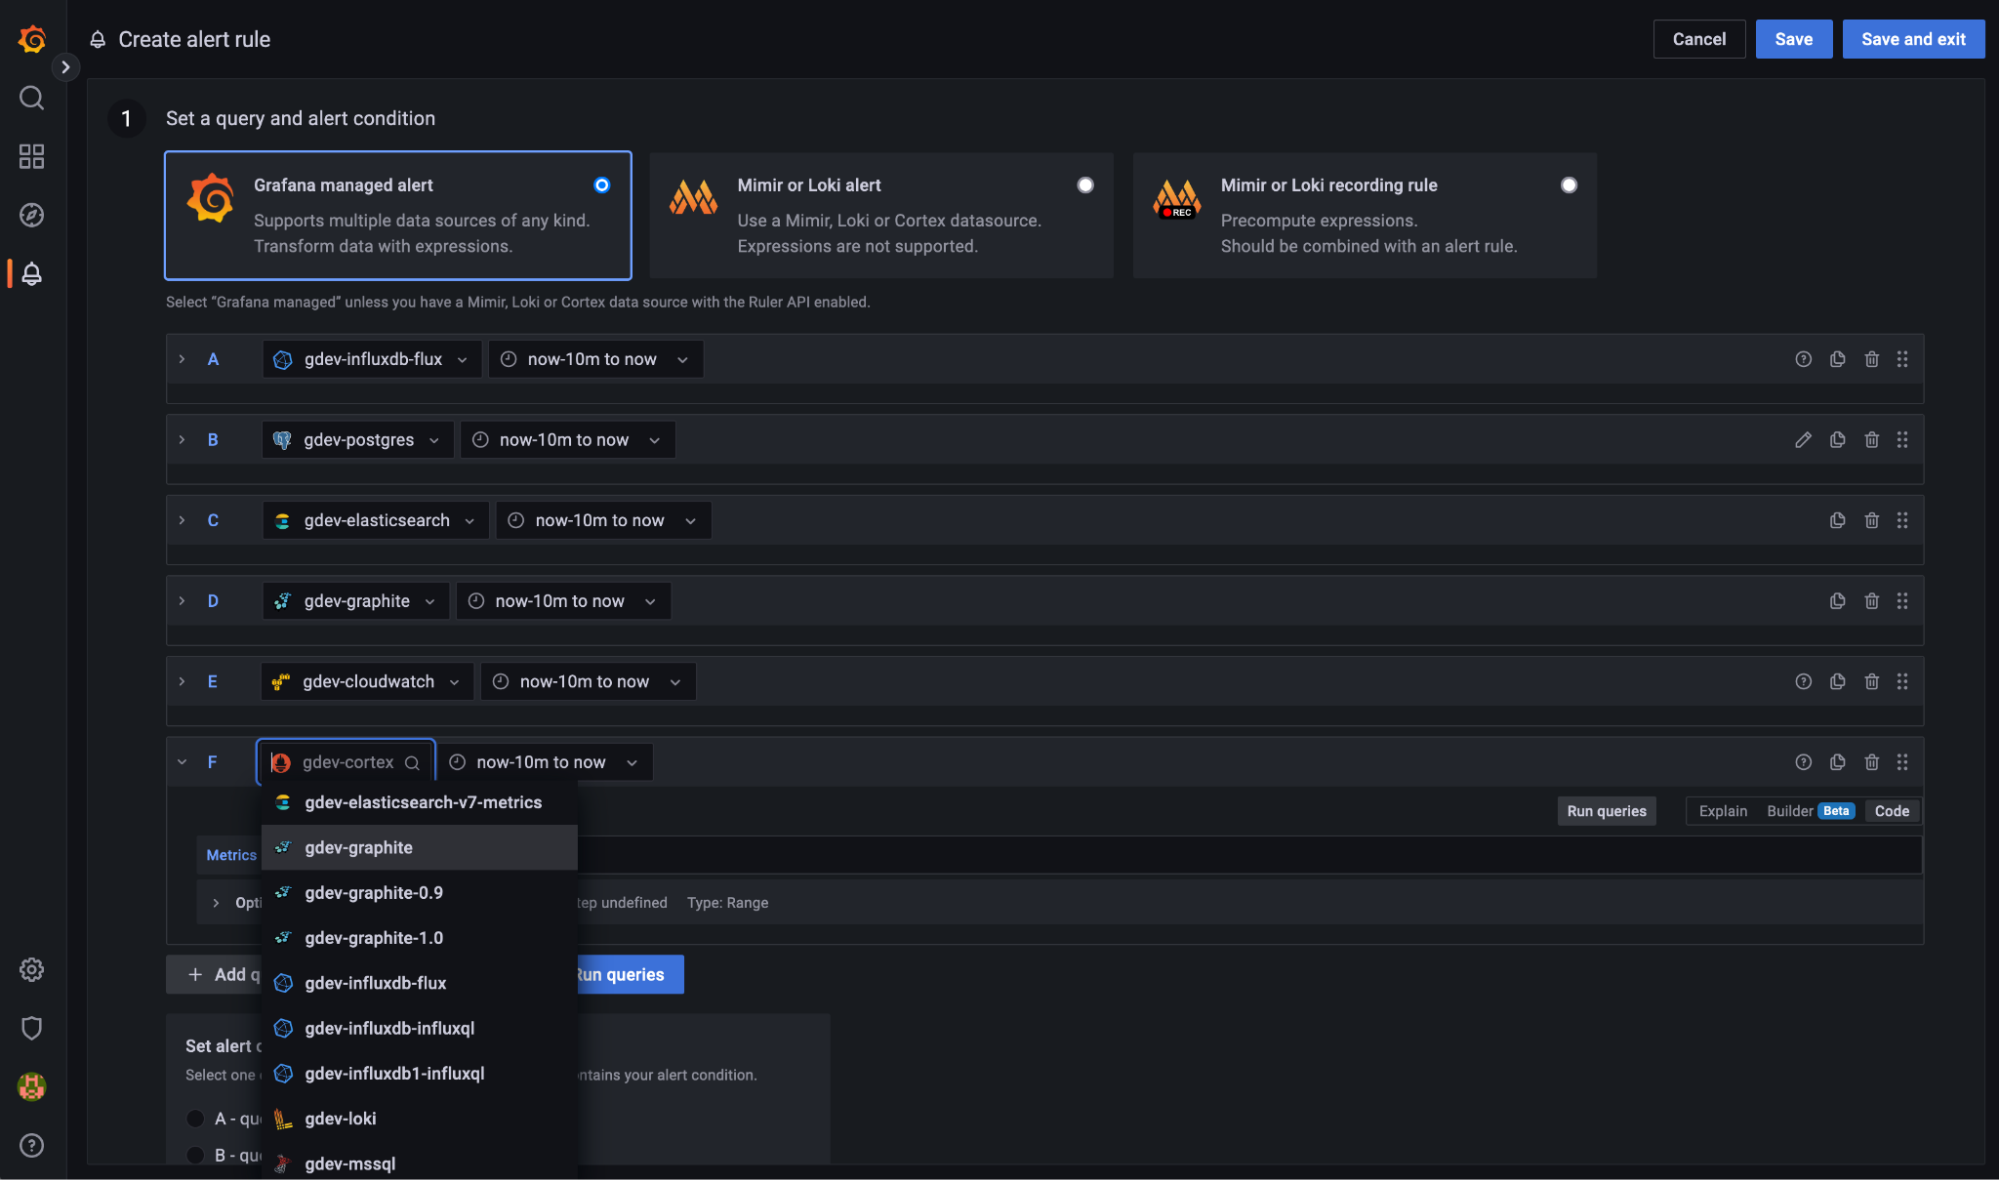 Create alert rule
Cancel
Save
Save and exit
1
Set a query and alert condition
Grafana managed alert
Supports multiple data sources of any kind.
Transform data with expressions.
Mimir or Loki alert
Use a Mimir, Loki or Cortex datasource.
Expressions are not supported.
REC
Mimir or Loki recording rule
Precompute expressions.
Should be combined with an alert rule.
Select “Grafana managed” unless you have a Mimir, Loki or Cortex data source with the Ruler API enabled.
A gdev-influxdb-flux now-10m to now
B gdev-postgres now-10m to now
C gdev-elasticsearch now-10m to now
D gdev-graphite now-10m to now
E gdev-cloudwatch now-10m to now
F gdev-cortex now-10m to now
gdev-elasticsearch-v7-metrics
Run queries
Explain
Builder Beta
Code
Metrics
gdev-graphite
gdev-graphite-0.9
Opti
tep undefined Type: Range
gdev-graphite-1.0
+ Add q
Run queries
gdev-influxdb-flux
gdev-influxdb-influxql
Set alert c
Select one
ntains your alert condition.
gdev-influxdb1-influxql
A - qu
gdev-loki
B - qu
gdev-mssql